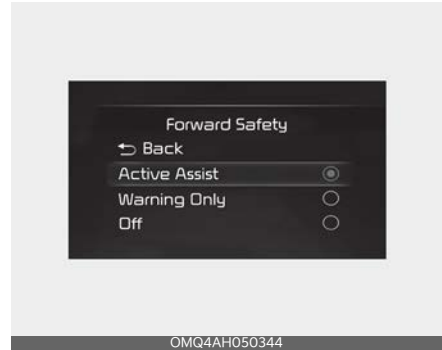 Forward Safety
Back
Active Assist
Warning Only
Off
OMQ4AH050344